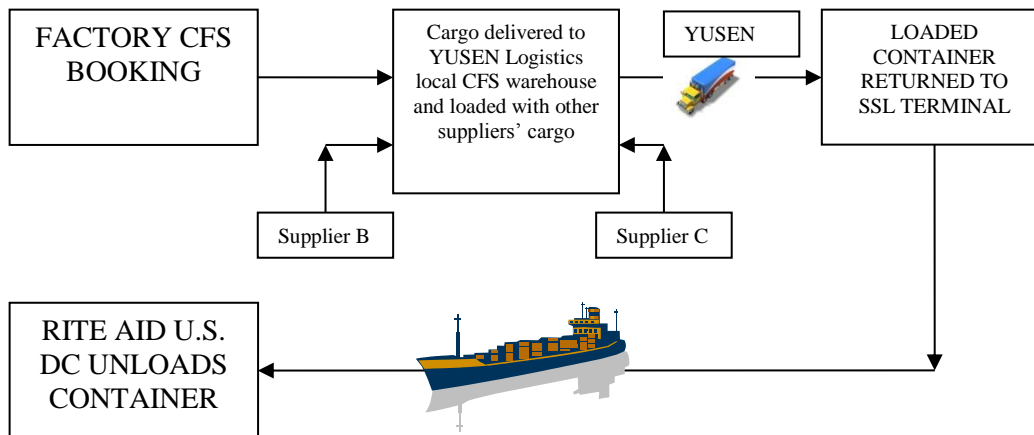 FACTORY CFS
BOOKING
Cargo delivered to
YUSEN Logistics
local CFS warehouse
and loaded with other
suppliers’ cargo
YUSEN
LOADED
CONTAINER
RETURNED TO
SSL TERMINAL
Supplier B
Supplier C
RITE AID U.S.
DC UNLOADS
CONTAINER